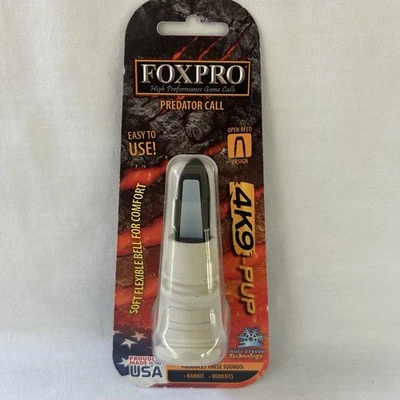 FOXPRO
High Performance Game Calls
PREDATOR CALL
EASY TO
USE!
OPEN REED
DESIGN
SOFT FLEXIBLE BELL FOR COMFORT
4K9-PUP
PROUDLY
MADE IN THE
USA
Technology
PRODUCES THESE SOUNDS:
• RABBIT • RODENTS